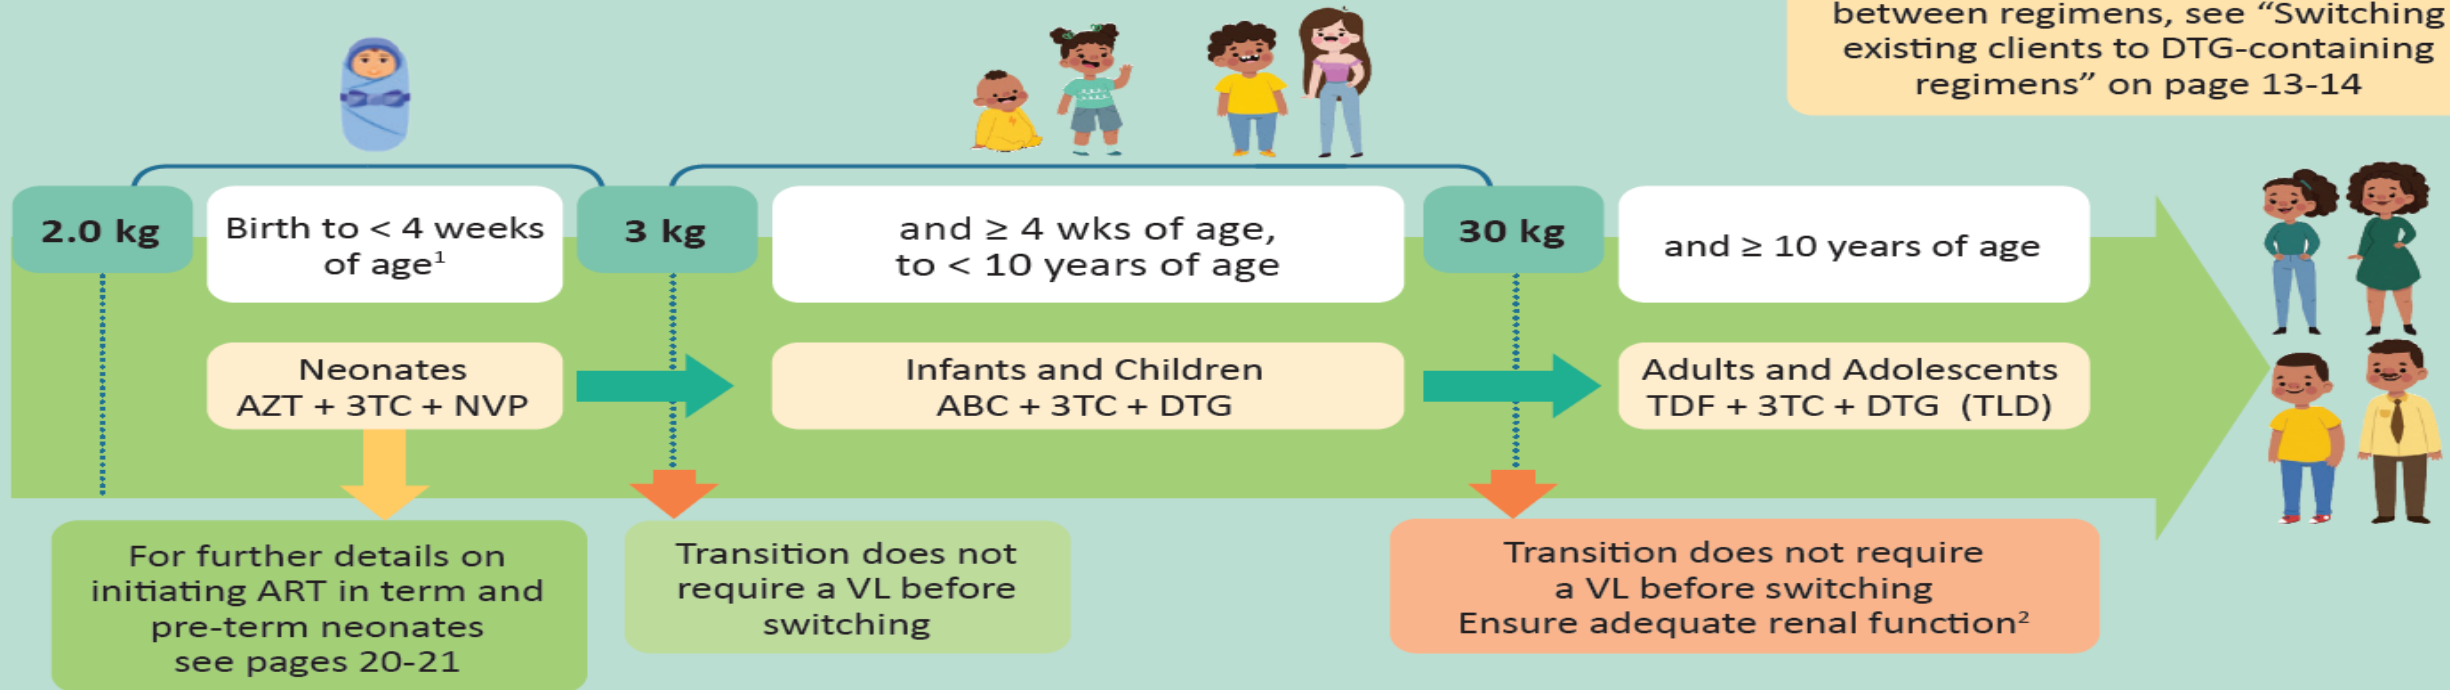 between regimens, see “Switching
existing clients to DTG-containing
regimens” on page 13-14
2.0 kg
Birth to < 4 weeks
of age¹
3 kg
and ≥ 4 wks of age,
to < 10 years of age
30 kg
and ≥ 10 years of age
Neonates
AZT + 3TC + NVP
Infants and Children
ABC + 3TC + DTG
Adults and Adolescents
TDF + 3TC + DTG (TLD)
For further details on
initiating ART in term and
pre-term neonates
see pages 20-21
Transition does not
require a VL before
switching
Transition does not require
a VL before switching
Ensure adequate renal function²